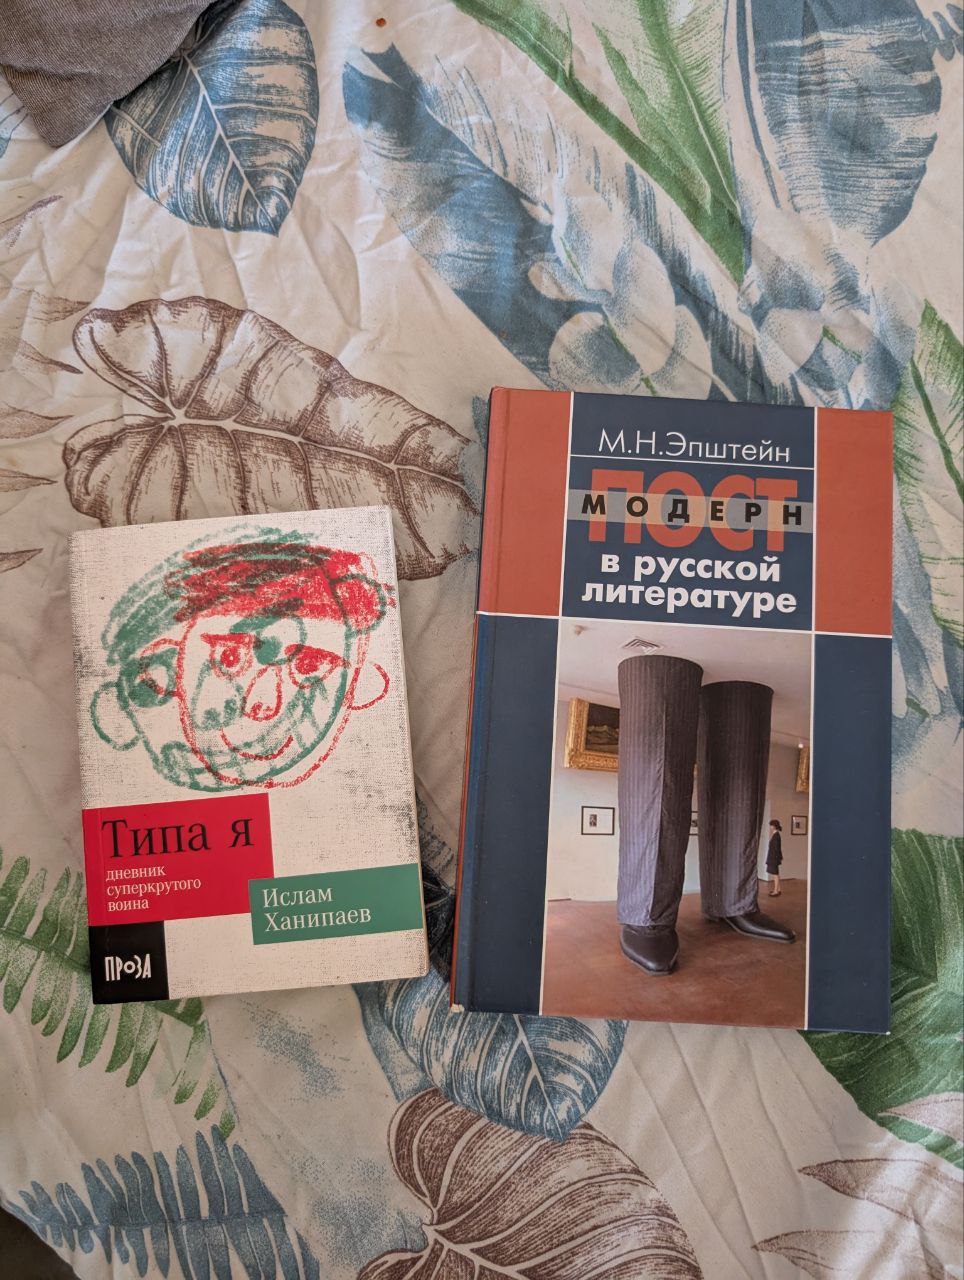 Типа я
дневник
суперкрутого
воина
Ислам
Ханипаев
ПРОЗА
М.Н.Эпштейн
ПОСТ
МОДЕРН
в русской
литературе